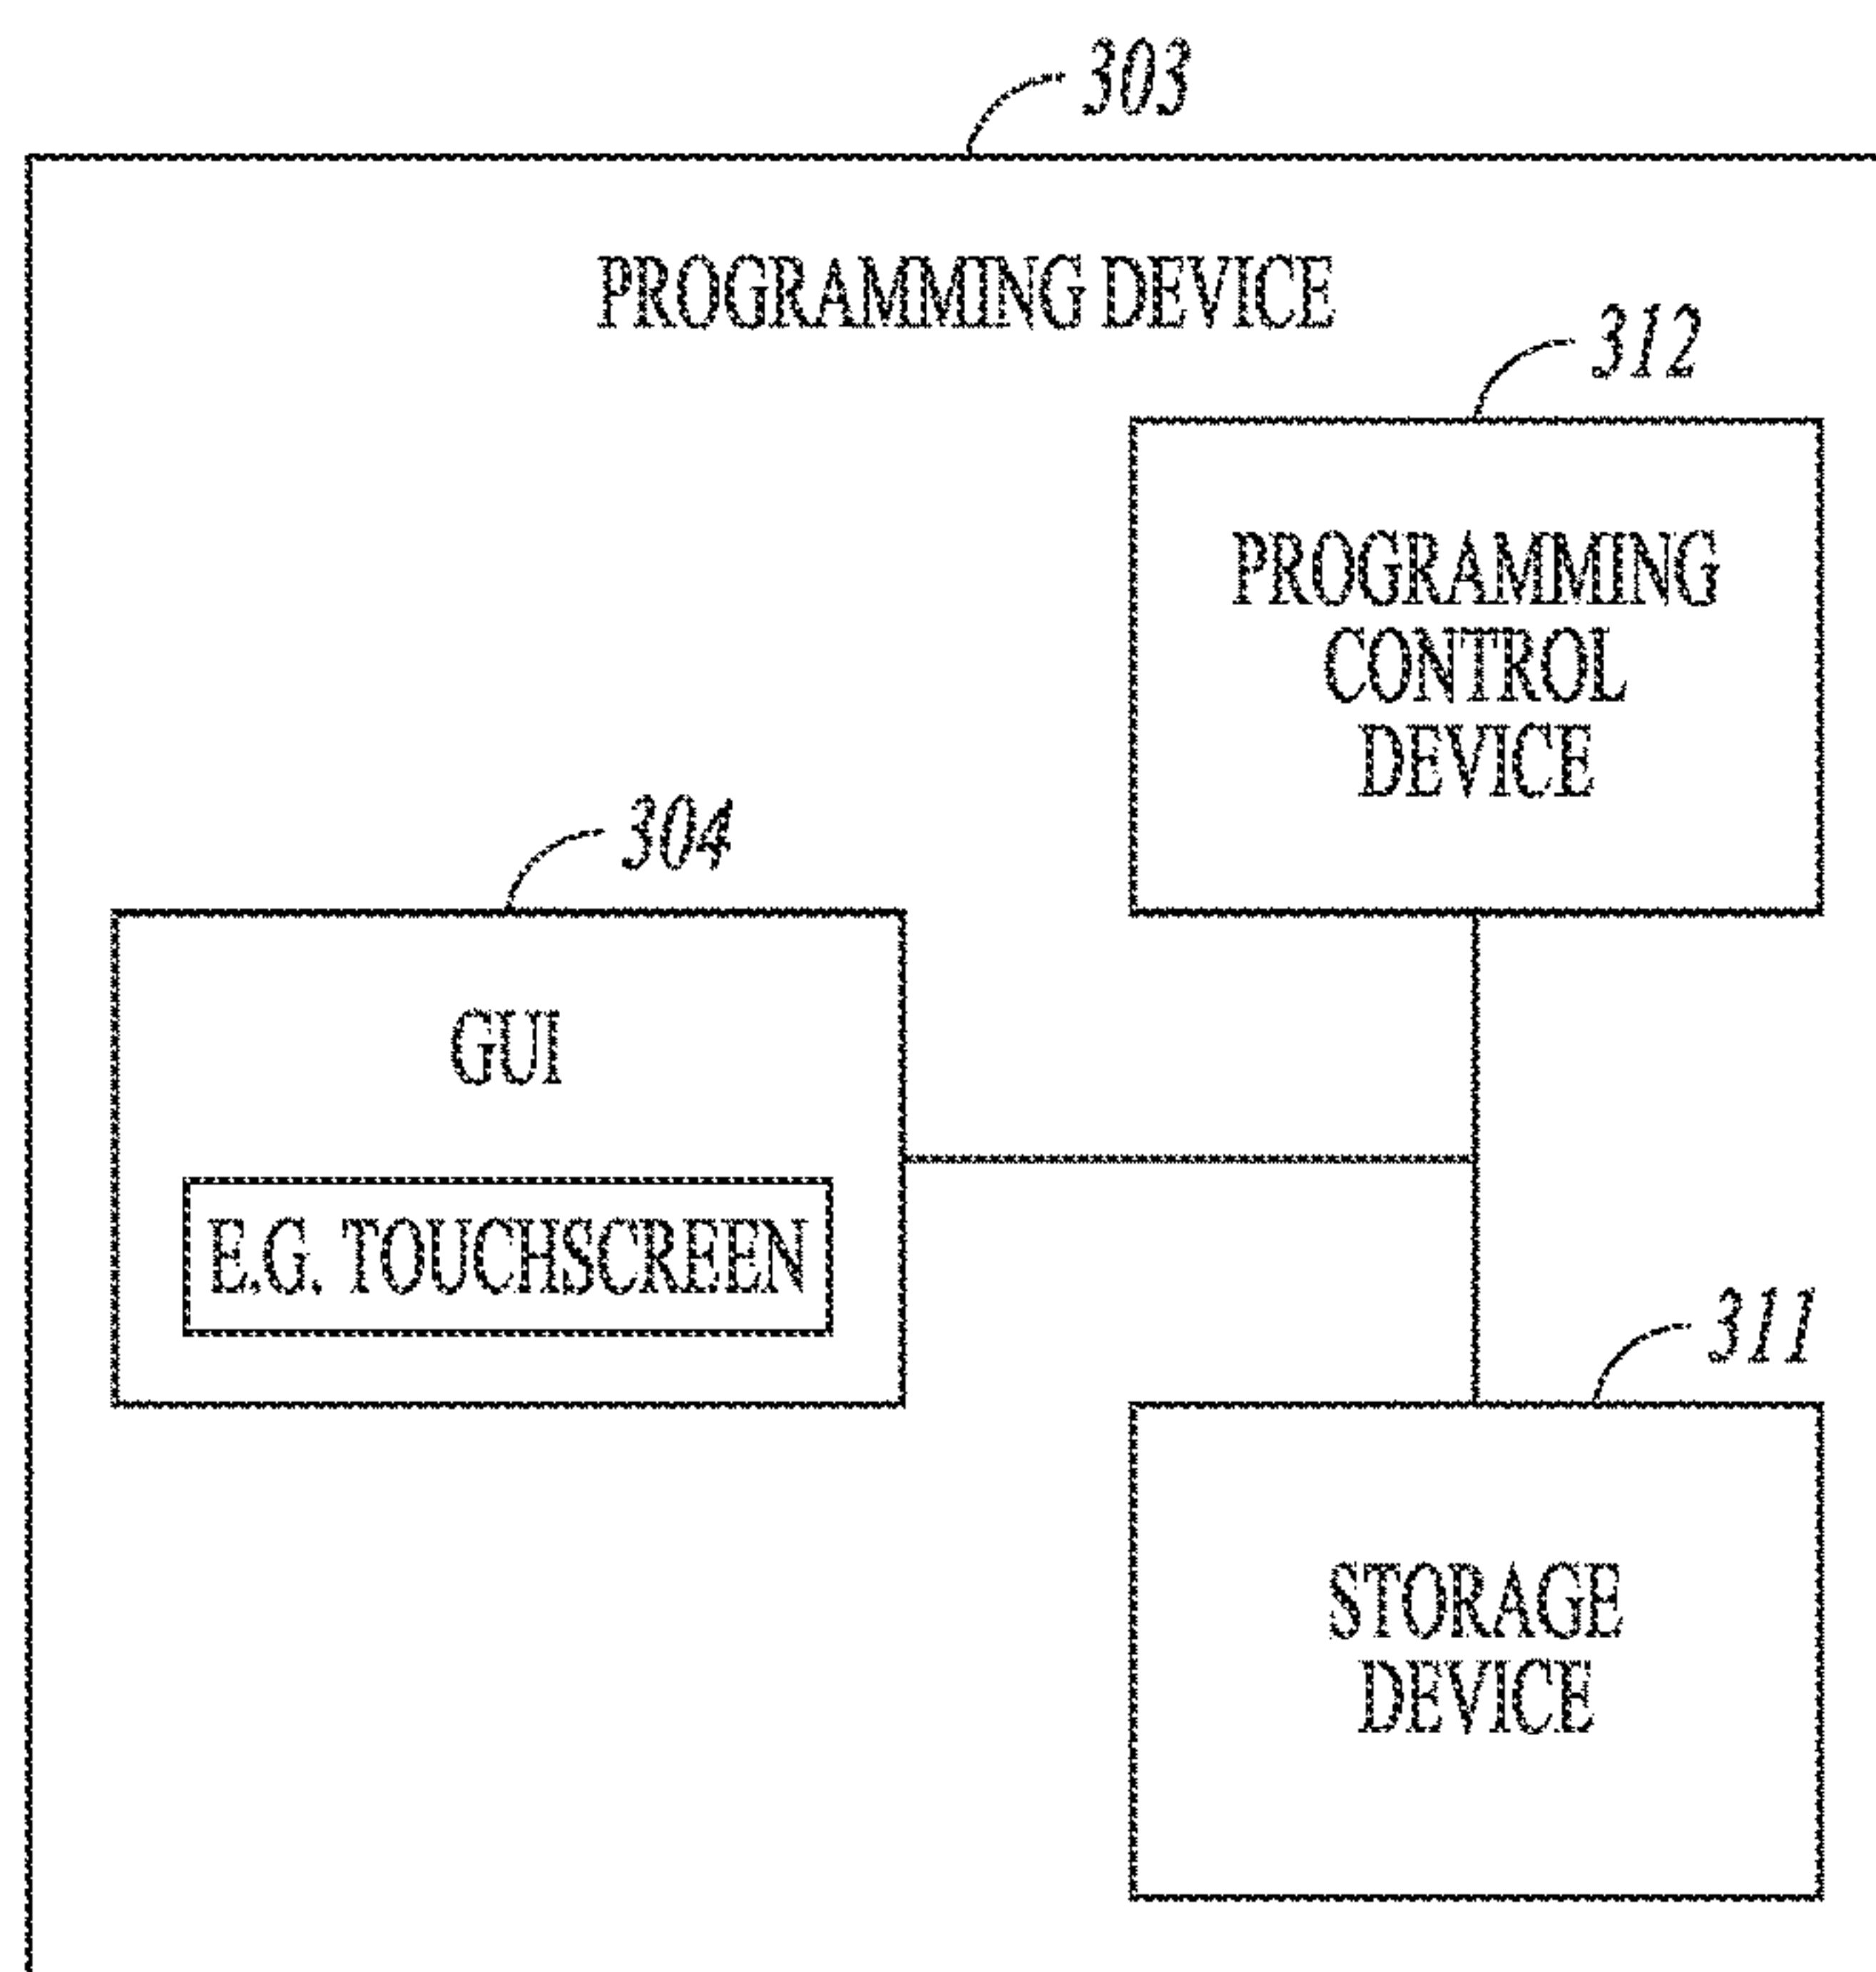 303
PROGRAMMING DEVICE
312
PROGRAMMING
CONTROL
DEVICE
304
GUI
E.G. TOUCHSCREEN
311
STORAGE
DEVICE